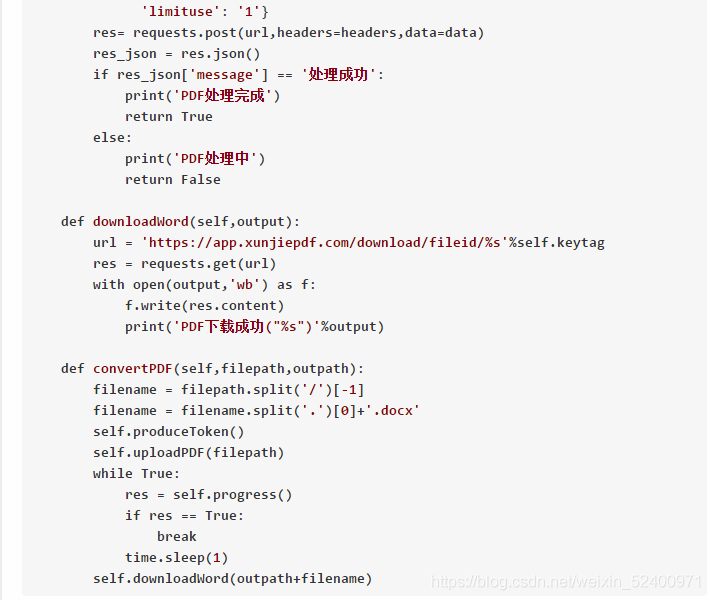 'limituse': '1'}
      res= requests.post(url,headers=headers,data=data)
      res_json = res.json()
      if res_json['message'] == '处理成功':
          print('PDF处理完成')
          return True
      else:
          print('PDF处理中')
          return False

  def downloadWord(self,output):
      url = 'https://app.xunjiepdf.com/download/fileid/%s'%self.keytag
      res = requests.get(url)
      with open(output,'wb') as f:
          f.write(res.content)
          print('PDF下载成功("%s")'%output)

  def convertPDF(self,filepath,outpath):
      filename = filepath.split('/')[-1]
      filename = filename.split('.')[0]+'.docx'
      self.produceToken()
      self.uploadPDF(filepath)
      while True:
          res = self.progress()
          if res == True:
              break
          time.sleep(1)
      self.downloadWord(outpath+filename)
https://blog.csdn.net/weixin_52400971